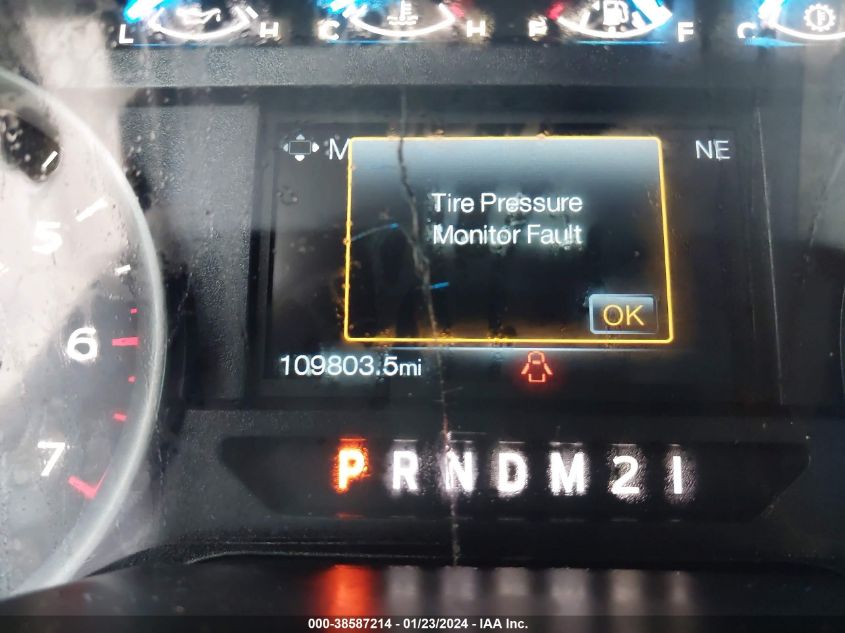 L H C H E F C
M NE
Tire Pressure
Monitor Fault
OK
5
6
7
109803.5mi
P R N D M 2 1
000-38587214 - 01/23/2024 - IAA Inc.